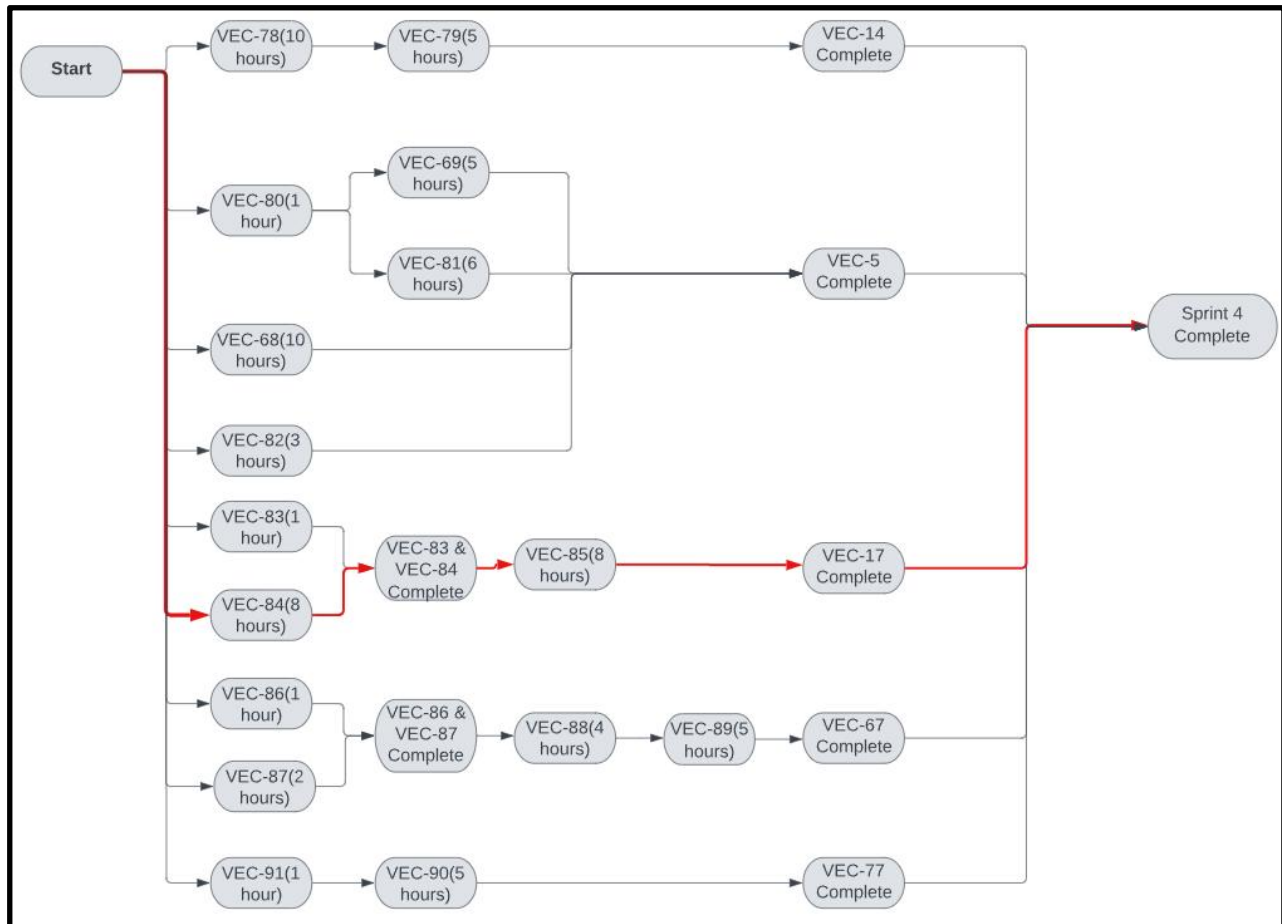 VEC-78(10
hours)
VEC-79(5
hours)
VEC-14
Complete
Start
VEC-69(5
hours)
VEC-80(1
hour)
VEC-81(6
hours)
VEC-5
Complete
Sprint 4
Complete
VEC-68(10
hours)
VEC-82(3
hours)
VEC-83(1
hour)
VEC-83 &
VEC-84
Complete
VEC-85(8
hours)
VEC-17
Complete
VEC-84(8
hours)
VEC-86(1
hour)
VEC-86 &
VEC-87
Complete
VEC-88(4
hours)
VEC-89(5
hours)
VEC-67
Complete
VEC-87(2
hours)
VEC-91(1
hour)
VEC-90(5
hours)
VEC-77
Complete